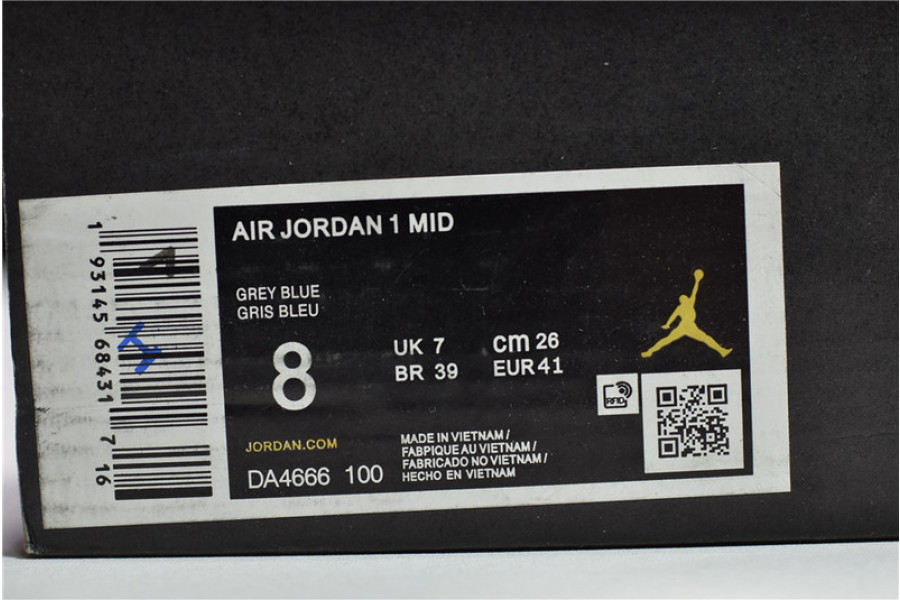 AIR JORDAN 1 MID
GREY BLUE
GRIS BLEU
8
UK 7
BR 39
cm 26
EUR 41
JORDAN.COM
DA4666 100
MADE IN VIETNAM /
FABPIQUE AU VIETNAM /
FABRICADO NO VIETNAM /
HECHO EN VIETNAM
RFID
1 93145 68431 7 16